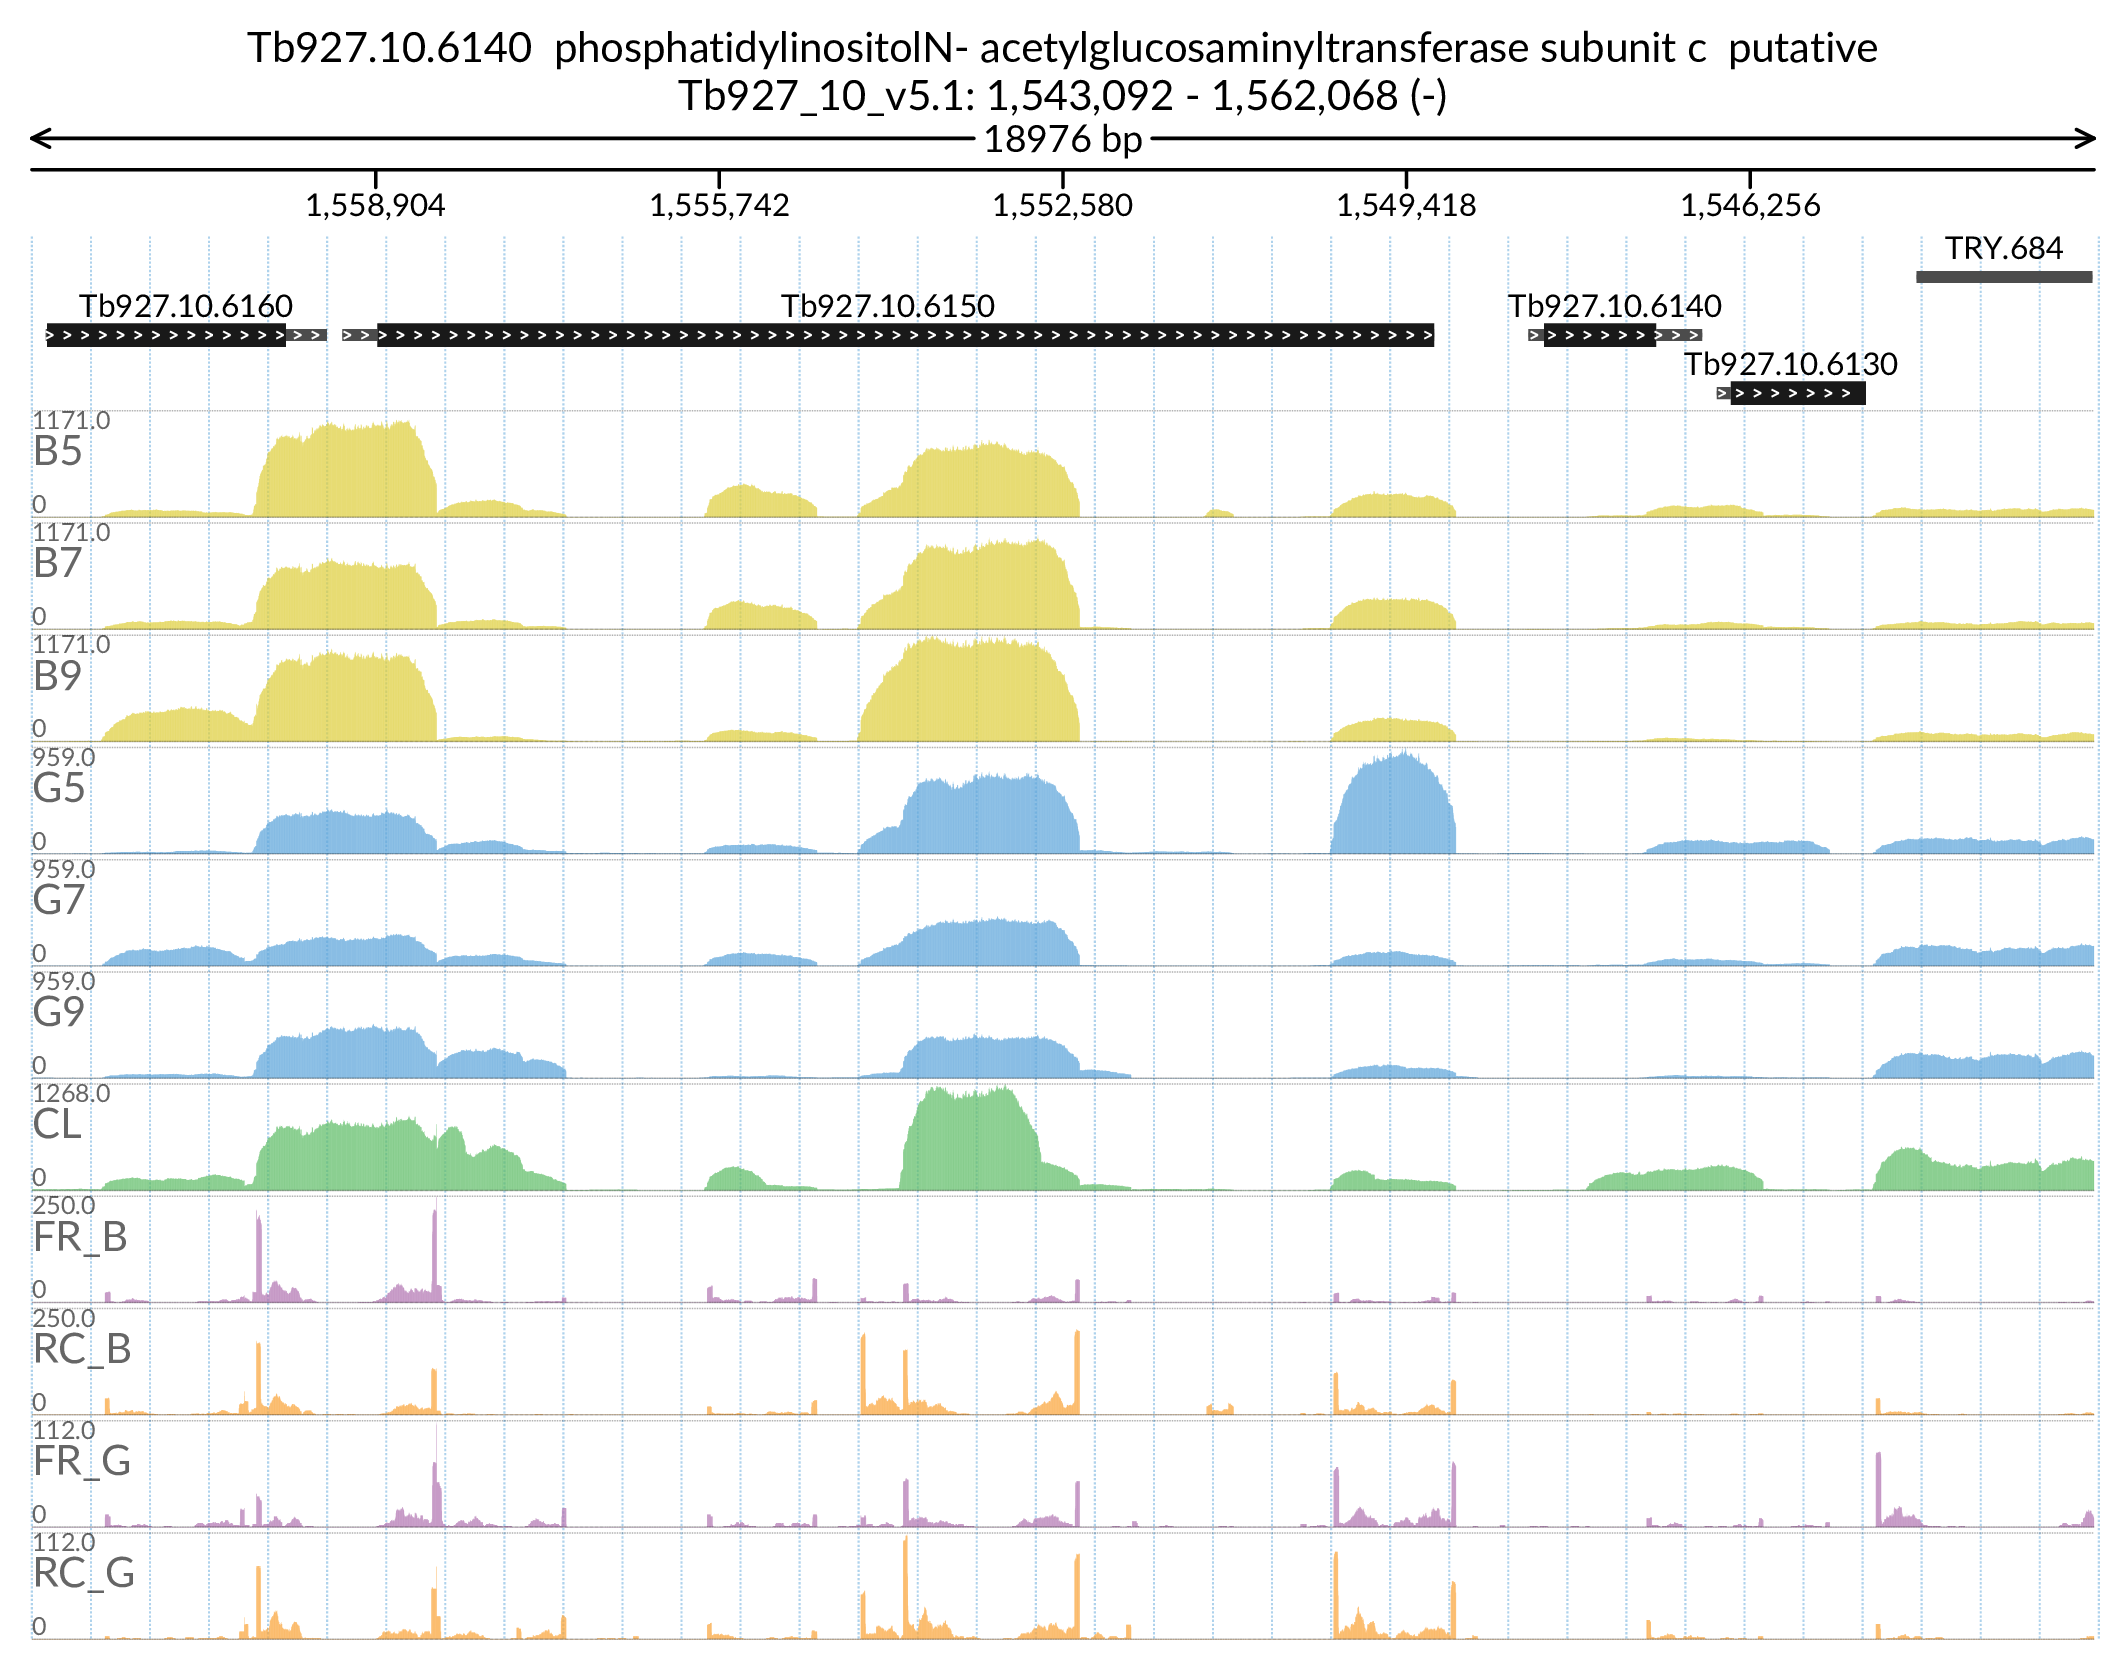 Tb927.10.6140  phosphatidylinositolN- acetylglucosaminyltransferase subunit c  putative
Tb927_10_v5.1: 1,543,092 - 1,562,068 (-)
18976 bp
1,558,904 1,555,742 1,552,580 1,549,418 1,546,256
TRY.684
Tb927.10.6160 Tb927.10.6150 Tb927.10.6140
Tb927.10.6130
1171.0
B5
0
1171.0
B7
0
1171.0
B9
0
959.0
G5
0
959.0
G7
0
959.0
G9
0
1268.0
CL
0
250.0
FR_B
0
250.0
RC_B
0
112.0
FR_G
0
112.0
RC_G
0